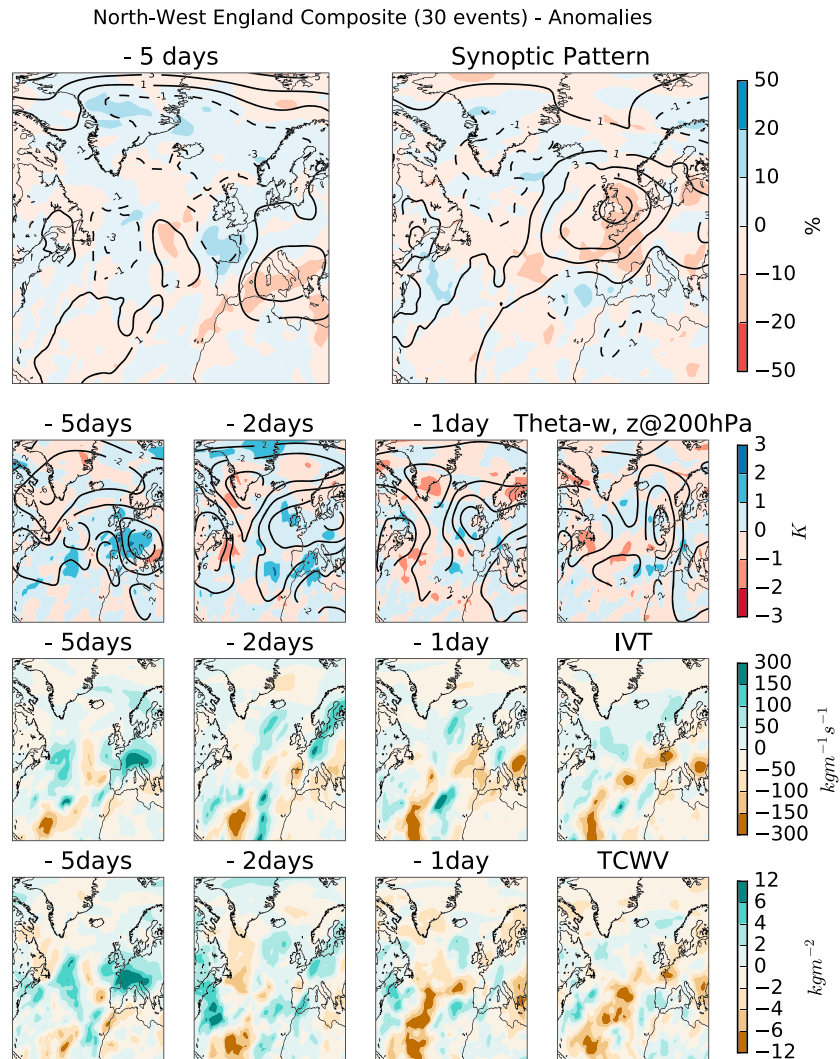 North-West England Composite (30 events) - Anomalies
- 5 days
Synoptic Pattern
50
20
10
0
−10
−20
−50
%
- 5days
- 2days
- 1day
Theta-w, z@200hPa
3
2
1
0
−1
−2
−3
K
- 5days
- 2days
- 1day
IVT
300
150
100
50
0
−50
−100
−150
−300
kgm⁻¹s⁻¹
- 5days
- 2days
- 1day
TCWV
12
6
4
2
0
−2
−4
−6
−12
kgm⁻²